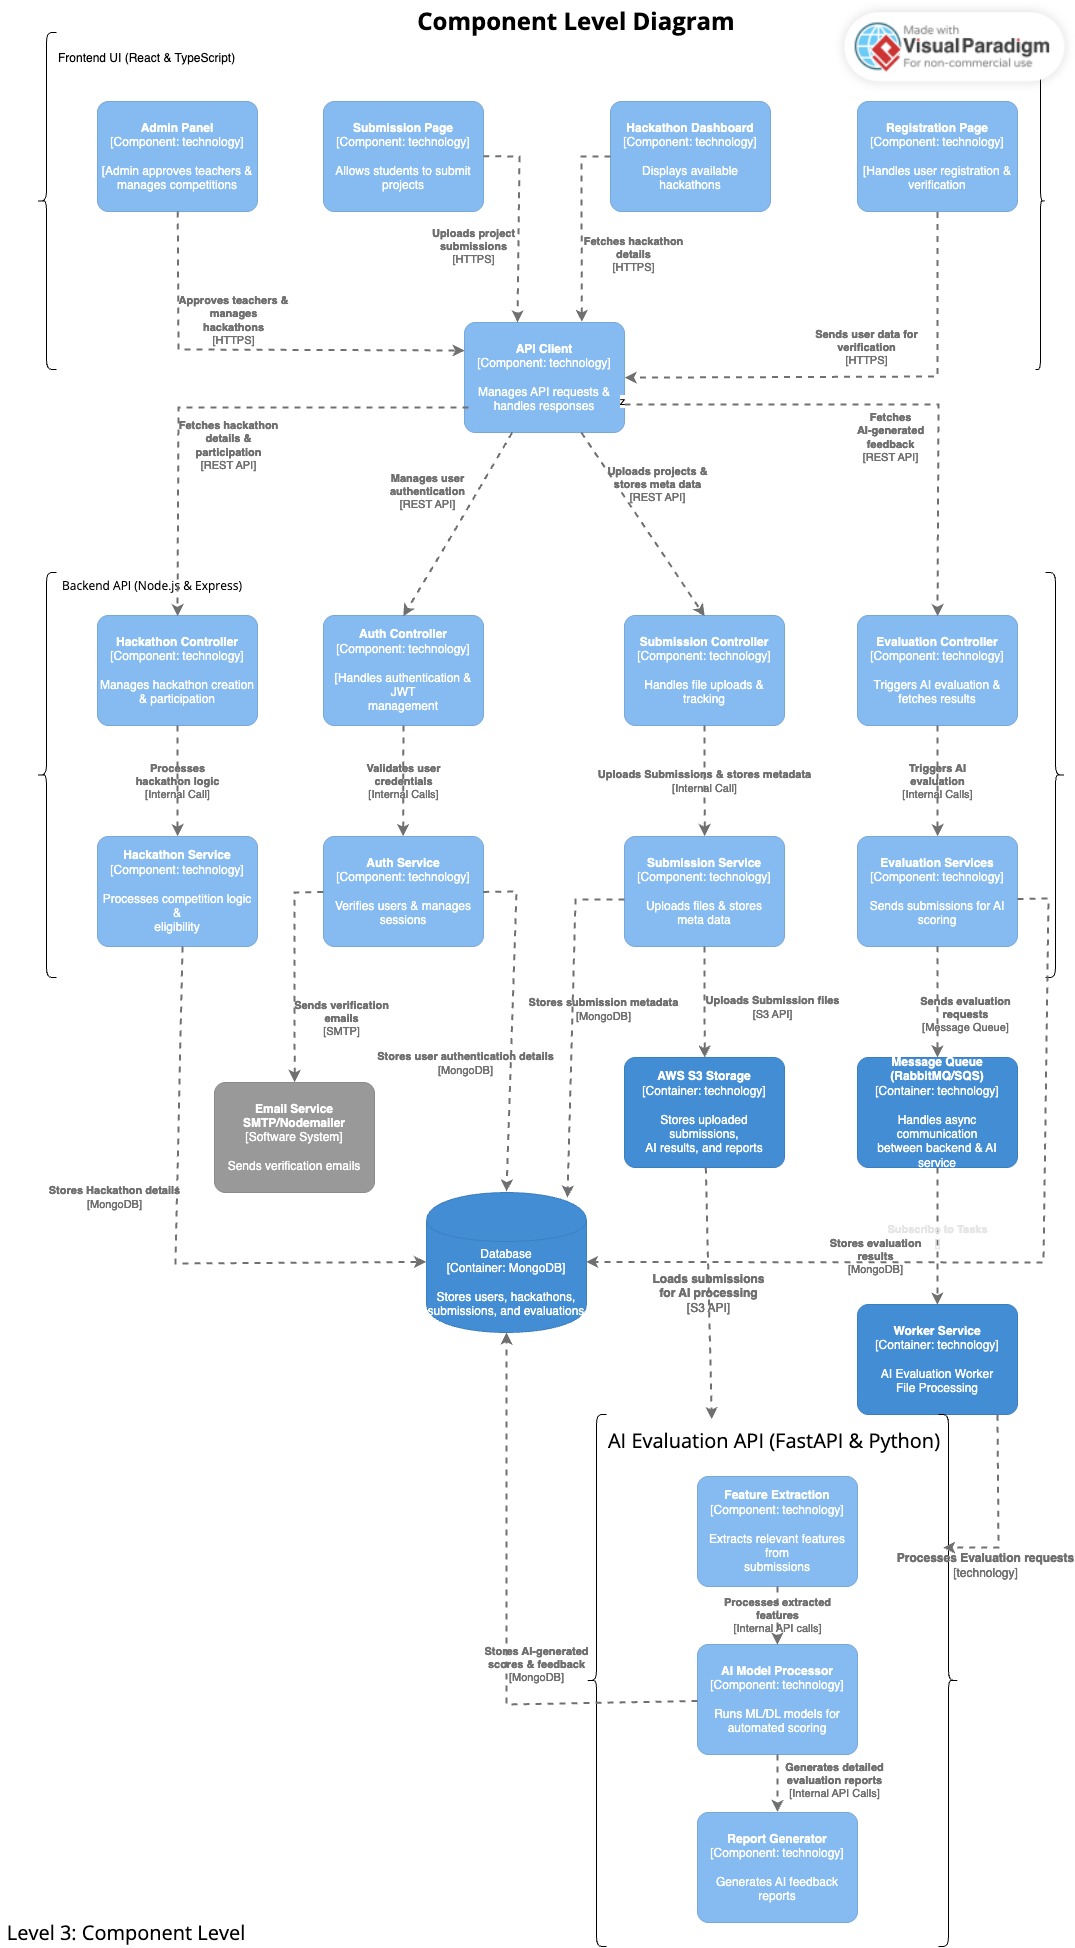 Component Level Diagram
Made with
Visual Paradigm
For non-commercial use
Frontend UI (React & TypeScript)
Admin Panel
[Component: technology]
[Admin approves teachers &
manages competitions
Submission Page
[Component: technology]
Allows students to submit
projects
Hackathon Dashboard
[Component: technology]
Displays available
hackathons
Registration Page
[Component: technology]
[Handles user registration &
verification
Uploads project
submissions
[HTTPS]
Fetches hackathon
details
[HTTPS]
Approves teachers &
manages
hackathons
[HTTPS]
Sends user data for
verification
[HTTPS]
API Client
[Component: technology]
Manages API requests &
handles responses
z
Fetches hackathon
details &
participation
[REST API]
Manages user
authentication
[REST API]
Uploads projects &
stores meta data
[REST API]
Fetches
AI-generated
feedback
[REST API]
Backend API (Node.js & Express)
Hackathon Controller
[Component: technology]
Manages hackathon creation
& participation
Auth Controller
[Component: technology]
[Handles authentication &
JWT
management
Submission Controller
[Component: technology]
Handles file uploads &
tracking
Evaluation Controller
[Component: technology]
Triggers AI evaluation &
fetches results
Processes
hackathon logic
[Internal Call]
Validates user
credentials
[Internal Calls]
Uploads Submissions & stores metadata
[Internal Call]
Triggers AI
evaluation
[Internal Calls]
Hackathon Service
[Component: technology]
Processes competition logic
&
eligibility
Auth Service
[Component: technology]
Verifies users & manages
sessions
Submission Service
[Component: technology]
Uploads files & stores
meta data
Evaluation Services
[Component: technology]
Sends submissions for AI
scoring
Sends verification
emails
[SMTP]
Stores user authentication details
[MongoDB]
Stores submission metadata
[MongoDB]
Uploads Submission files
[S3 API]
Sends evaluation
requests
[Message Queue]
Email Service
SMTP/Nodemailer
[Software System]
Sends verification emails
AWS S3 Storage
[Container: technology]
Stores uploaded
submissions,
AI results, and reports
Message Queue
(RabbitMQ/SQS)
[Container: technology]
Handles async
communication
between backend & AI
service
Stores Hackathon details
[MongoDB]
Database
[Container: MongoDB]
Stores users, hackathons,
submissions, and evaluations
Subscribe to Tasks
Stores evaluation
results
[MongoDB]
Loads submissions
for AI processing
[S3 API]
Worker Service
[Container: technology]
AI Evaluation Worker
File Processing
AI Evaluation API (FastAPI & Python)
Feature Extraction
[Component: technology]
Extracts relevant features
from
submissions
Processes Evaluation requests
[technology]
Processes extracted
features
[Internal API calls]
Stores AI-generated
scores & feedback
[MongoDB]
AI Model Processor
[Component: technology]
Runs ML/DL models for
automated scoring
Generates detailed
evaluation reports
[Internal API Calls]
Report Generator
[Component: technology]
Generates AI feedback
reports
Level 3: Component Level